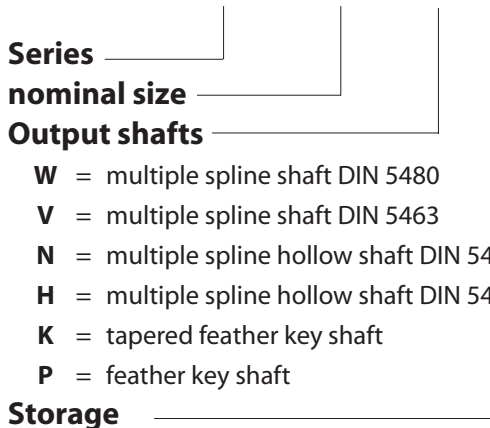 Series
nominal size
Output shafts
W = multiple spline shaft DIN 5480
V = multiple spline shaft DIN 5463
N = multiple spline hollow shaft DIN 54
H = multiple spline hollow shaft DIN 54
K = tapered feather key shaft
P = feather key shaft
Storage